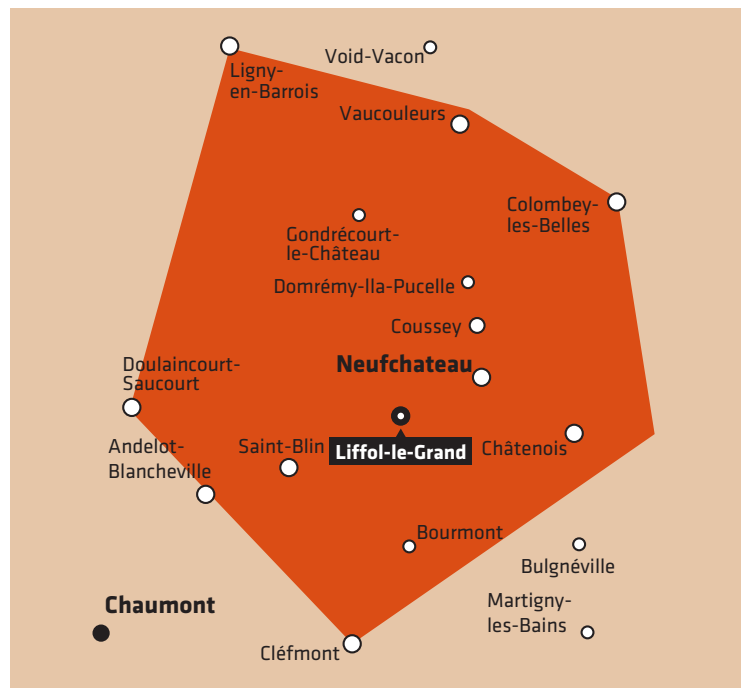 Void-Vacon
Ligny-
en-Barrois
Vaucouleurs
Colombey-
les-Belles
Gondrécourt-
le-Château
Domrémy-lla-Pucelle
Coussey
Neufchateau
Doulaincourt-
Saucourt
Andelot-
Blancheville
Saint-Blin
Liffol-le-Grand
Châtenois
Bourmont
Bulgnéville
Martigny-
les-Bains
Chaumont
Cléfmont